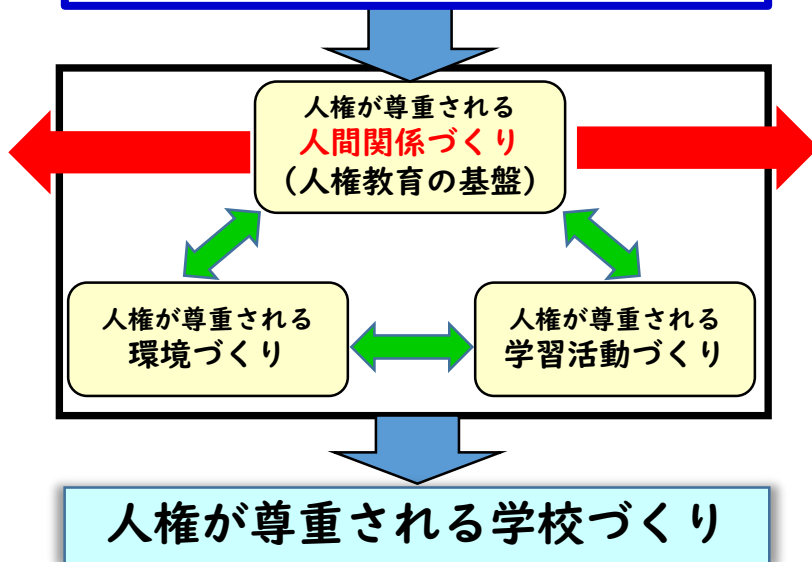 人権が尊重される
人間関係づくり
（人権教育の基盤）
人権が尊重される
環境づくり
人権が尊重される
学習活動づくり
人権が尊重される学校づくり